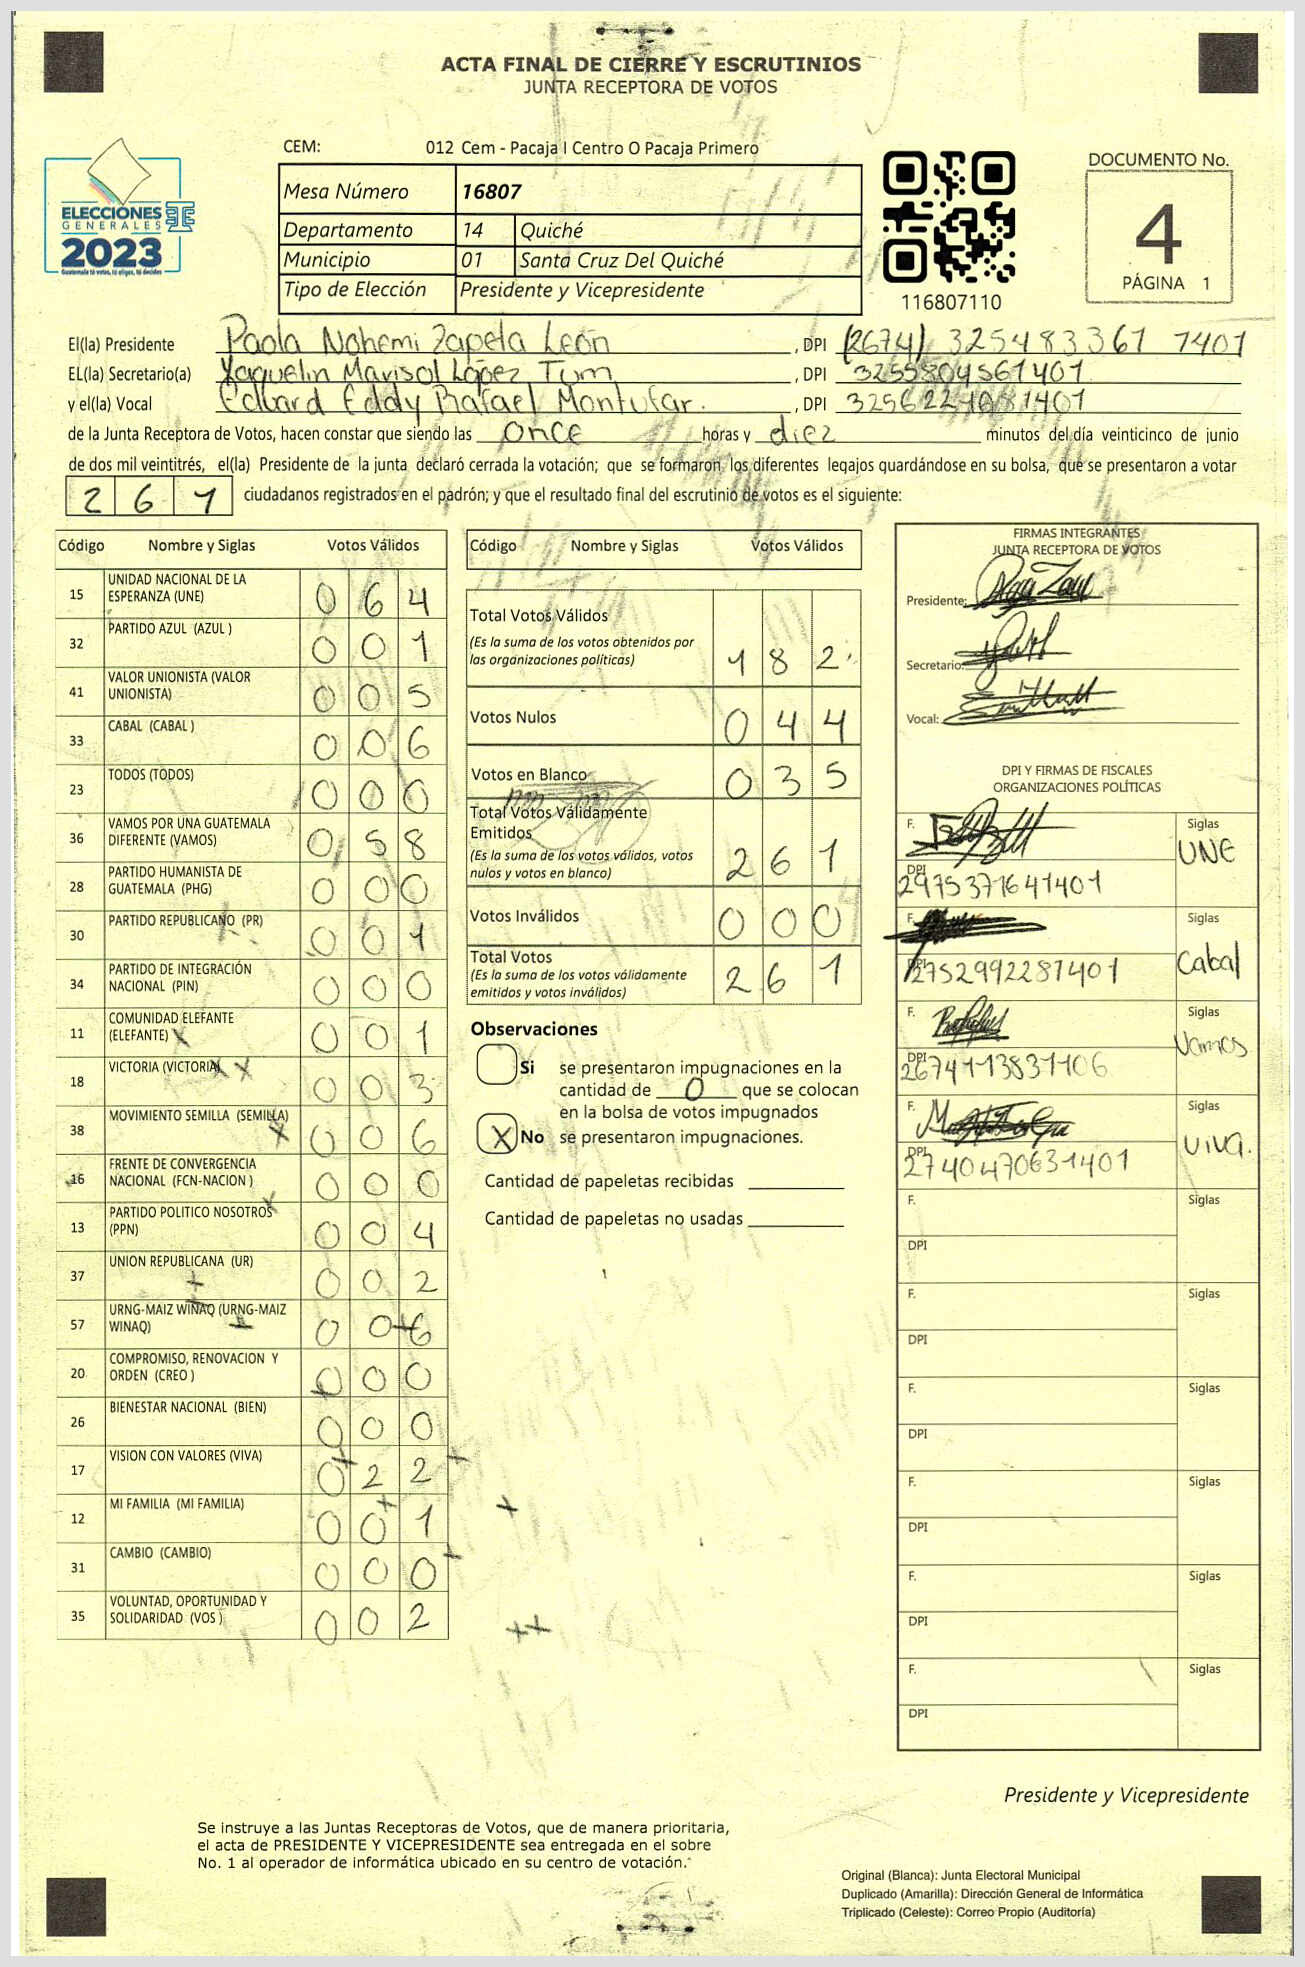 ACTA FINAL DE CIERRE Y ESCRUTINIOS
JUNTA RECEPTORA DE VOTOS
CEM: 012 Cem - Pacaja I Centro O Pacaja Primero
Mesa Número 16807
Departamento 14 Quiché
Municipio 01 Santa Cruz Del Quiché
Tipo de Elección Presidente y Vicepresidente
ELECCIONES
GENERALES
2023
Guatemala tú votas, tú eliges, tú decides
116807110
DOCUMENTO No.
4
PÁGINA 1
El(la) Presidente Paola Nohemi Zapeta León , DPI (2674) 325483361 1401
EL(la) Secretario(a) Yaquelin Marisol López Tum , DPI 3255804561401
y el(la) Vocal Edward Eddy Rafael Montufar. , DPI
de la Junta Receptora de Votos, hacen constar que siendo las once horas y diez minutos del día veinticinco de junio
de dos mil veintitrés, el(la) Presidente de la junta declaró cerrada la votación; que se formaron los diferentes legajos guardándose en su bolsa, que se presentaron a votar
2 6 1 ciudadanos registrados en el padrón; y que el resultado final del escrutinio de votos es el siguiente:
Código Nombre y Siglas Votos Válidos
15 UNIDAD NACIONAL DE LA ESPERANZA (UNE) 0 6 4
32 PARTIDO AZUL (AZUL ) 0 0 1
41 VALOR UNIONISTA (VALOR UNIONISTA) 0 0 5
33 CABAL (CABAL ) 0 0 6
23 TODOS (TODOS) 0 0 0
36 VAMOS POR UNA GUATEMALA DIFERENTE (VAMOS) 0 5 8
28 PARTIDO HUMANISTA DE GUATEMALA (PHG) 0 0 0
30 PARTIDO REPUBLICANO (PR) 0 0 1
34 PARTIDO DE INTEGRACIÓN NACIONAL (PIN) 0 0 0
11 COMUNIDAD ELEFANTE (ELEFANTE) 0 0 1
18 VICTORIA (VICTORIA) 0 0 3
38 MOVIMIENTO SEMILLA (SEMILLA) 0 0 6
16 FRENTE DE CONVERGENCIA NACIONAL (FCN-NACION ) 0 0 0
13 PARTIDO POLITICO NOSOTROS (PPN) 0 0 4
37 UNION REPUBLICANA (UR) 0 0 2
57 URNG-MAIZ WINAQ (URNG-MAIZ WINAQ) 0 0 6
20 COMPROMISO, RENOVACION Y ORDEN (CREO ) 0 0 0
26 BIENESTAR NACIONAL (BIEN) 0 0 0
17 VISION CON VALORES (VIVA) 0 2 2
12 MI FAMILIA (MI FAMILIA) 0 0 1
31 CAMBIO (CAMBIO) 0 0 0
35 VOLUNTAD, OPORTUNIDAD Y SOLIDARIDAD (VOS ) 0 0 2
Código Nombre y Siglas Votos Válidos
Total Votos Válidos
(Es la suma de los votos obtenidos por
las organizaciones políticas) 1 8 2
Votos Nulos 0 4 4
Votos en Blanco 0 3 5
Total Votos Válidamente
Emitidos
(Es la suma de los votos válidos, votos
nulos y votos en blanco) 2 6 1
Votos Inválidos 0 0 0
Total Votos
(Es la suma de los votos válidamente
emitidos y votos inválidos) 2 6 1
Observaciones
Si se presentaron impugnaciones en la
cantidad de 0 que se colocan
en la bolsa de votos impugnados
X No se presentaron impugnaciones.
Cantidad de papeletas recibidas
Cantidad de papeletas no usadas
FIRMAS INTEGRANTES
JUNTA RECEPTORA DE VOTOS
Presidente:
Secretario:
Vocal:
DPI Y FIRMAS DE FISCALES
ORGANIZACIONES POLÍTICAS
F. Siglas UNE
DPI 2975371641401
F. Siglas Cabal
DPI 2752992281401
F. Siglas Vamos
DPI 2674113831106
F. Siglas Viva.
DPI 2740470631401
F. Siglas
DPI
F. Siglas
DPI
F. Siglas
DPI
F. Siglas
DPI
F. Siglas
DPI
F. Siglas
DPI
Presidente y Vicepresidente
Se instruye a las Juntas Receptoras de Votos, que de manera prioritaria,
el acta de PRESIDENTE Y VICEPRESIDENTE sea entregada en el sobre
No. 1 al operador de informática ubicado en su centro de votación.
Original (Blanca): Junta Electoral Municipal
Duplicado (Amarilla): Dirección General de Informática
Triplicado (Celeste): Correo Propio (Auditoría)